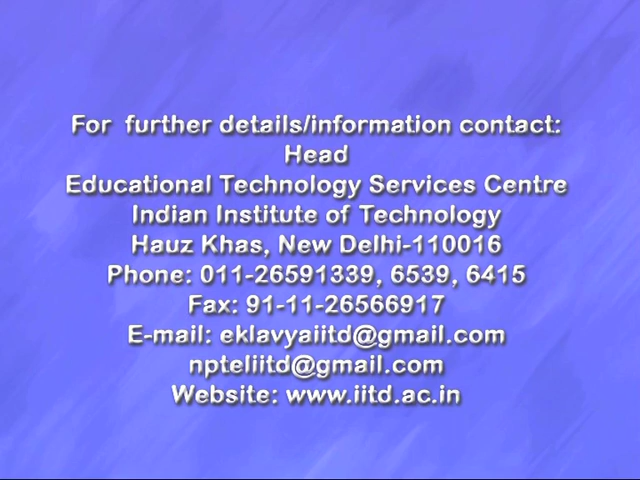 For further details/information contact:
Head
Educational Technology Services Centre
Indian Institute of Technology
Hauz Khas, New Delhi-110016
Phone: 011-26591339, 6539, 6415
Fax: 91-11-26566917
E-mail: eklavyaiitd@gmail.com
npteliitd@gmail.com
Website: www.iitd.ac.in